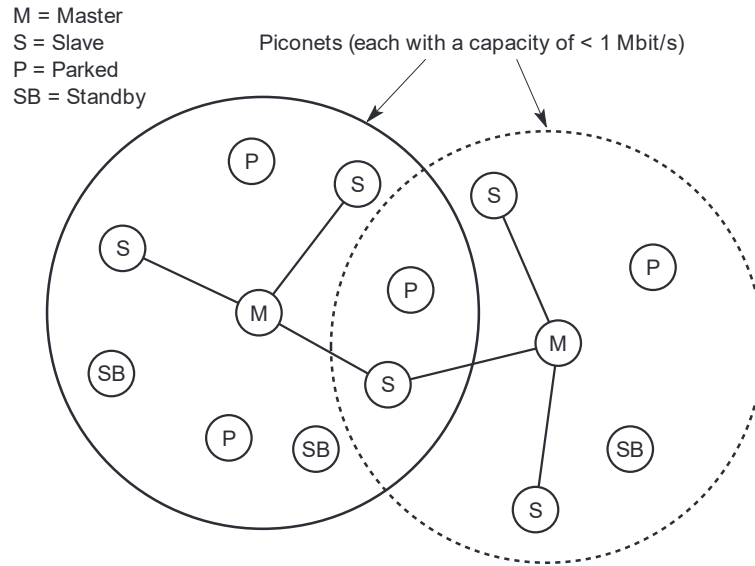 M = Master
S = Slave
P = Parked
SB = Standby
Piconets (each with a capacity of < 1 Mbit/s)
P
S
S
S
P
P
M
M
SB
S
P
SB
SB
S